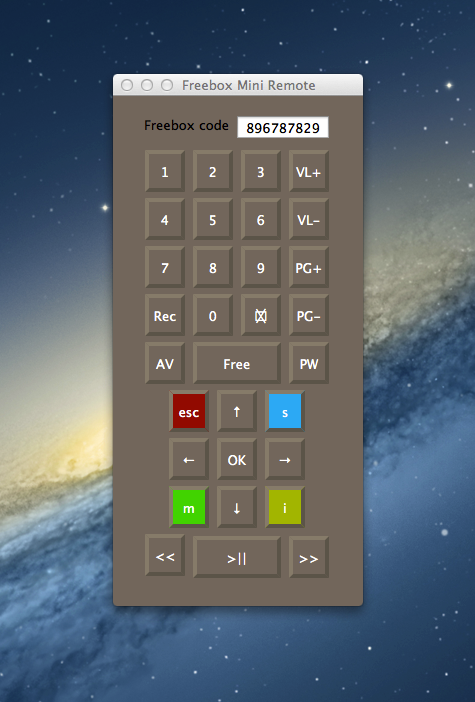 Freebox Mini Remote
Freebox code 896787829
1 2 3 VL+
4 5 6 VL-
7 8 9 PG+
Rec 0 PG-
AV Free PW
esc ↑ s
← OK →
m ↓ i
<< >|| >>